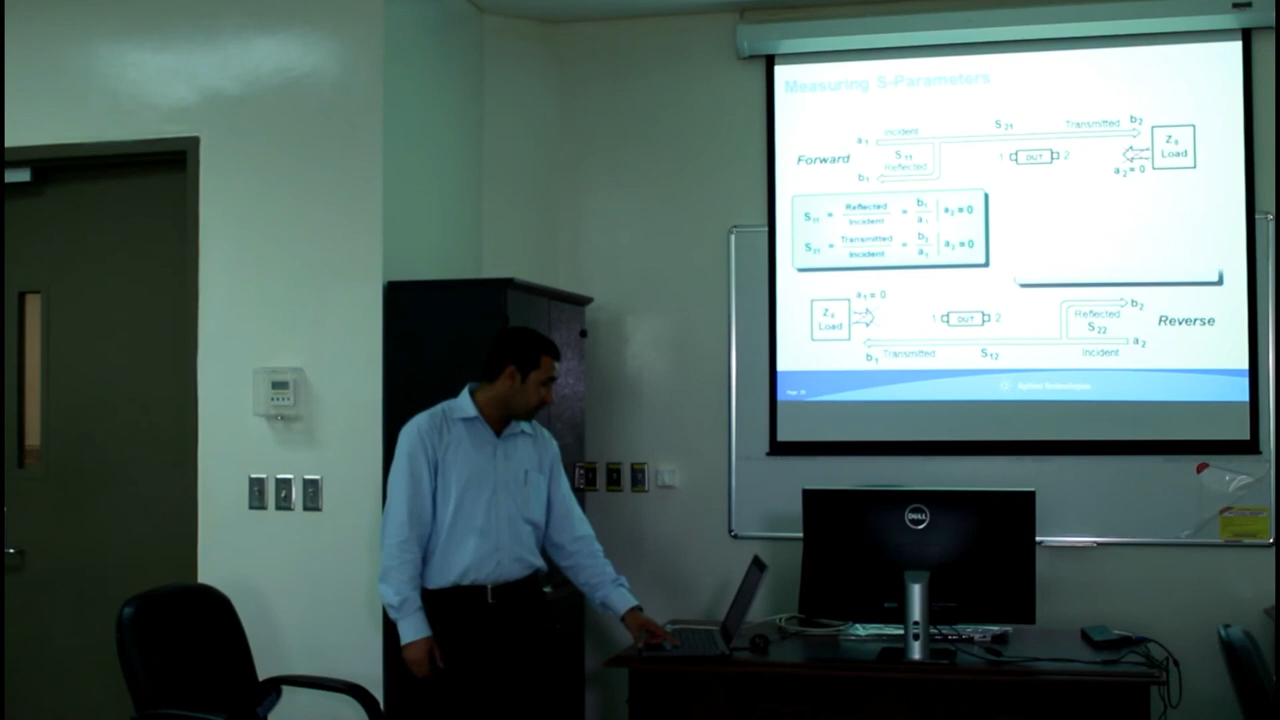 Measuring S-Parameters
a1 Incident S21 Transmitted b2
Forward S11 1 DUT 2 Z0
Reflected Load
b1 a2 = 0
S11 = Reflected / Incident = b1 / a1 | a2 = 0
S21 = Transmitted / Incident = b2 / a1 | a2 = 0
a1 = 0
Z0 Load 1 DUT 2 Reflected b2
S22 Reverse
b1 Transmitted S12 Incident a2
Agilent Technologies
DELL